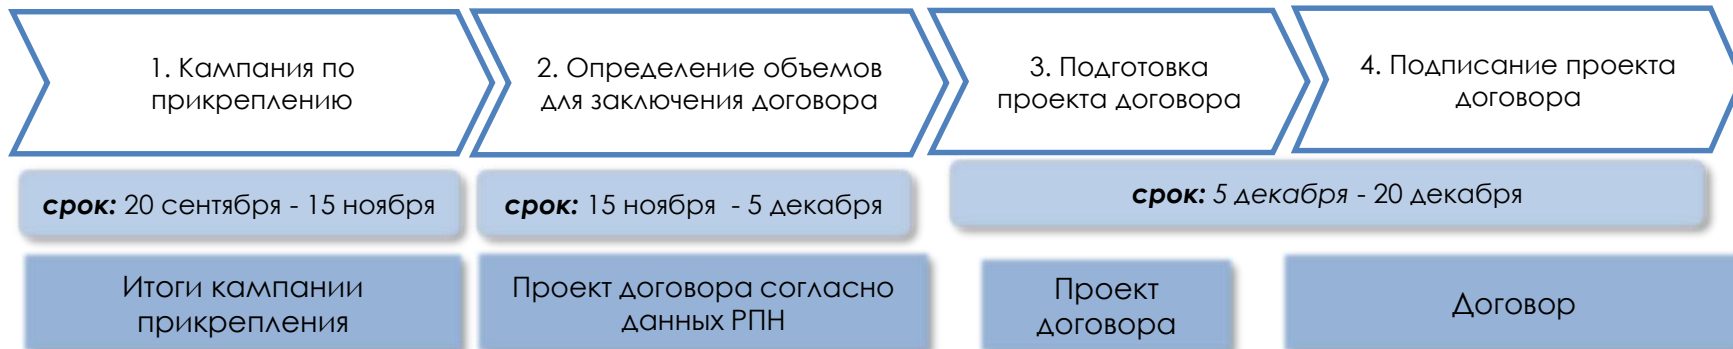 1. Кампания по
прикреплению
2. Определение объемов
для заключения договора
3. Подготовка
проекта договора
4. Подписание проекта
договора
срок: 20 сентября - 15 ноября
срок: 15 ноября - 5 декабря
срок: 5 декабря - 20 декабря
Итоги кампании
прикрепления
Проект договора согласно
данных РПН
Проект
договора
Договор